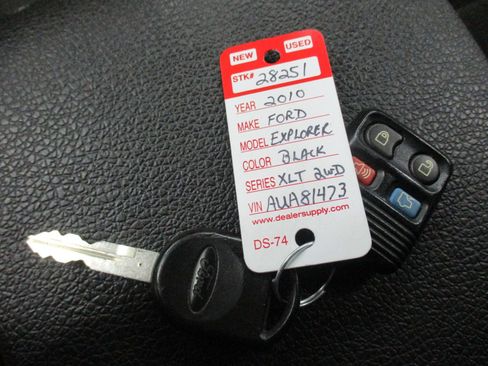 NEW USED
STK# 28251
YEAR 2010
MAKE FORD
MODEL EXPLORER
COLOR BLACK
SERIES XLT 2WD
VIN AUA81473
www.dealersupply.com
DS-74
Ford